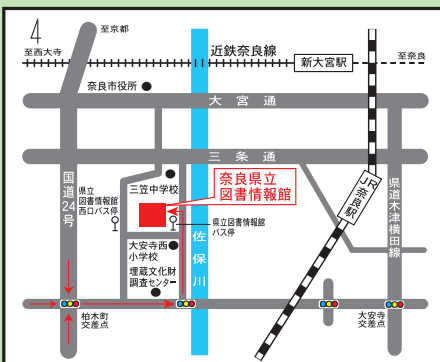 至京都
至西大寺
近鉄奈良線
新大宮駅
至奈良
奈良市役所
大宮通
三条通
国道24号
県立
図書情報館
西口バス停
三笠中学校
奈良県立
図書情報館
県立図書情報館
バス停
JR奈良駅
県道木津横田線
大安寺西
小学校
佐保川
埋蔵文化財
調査センター
柏木町
交差点
大安寺
交差点